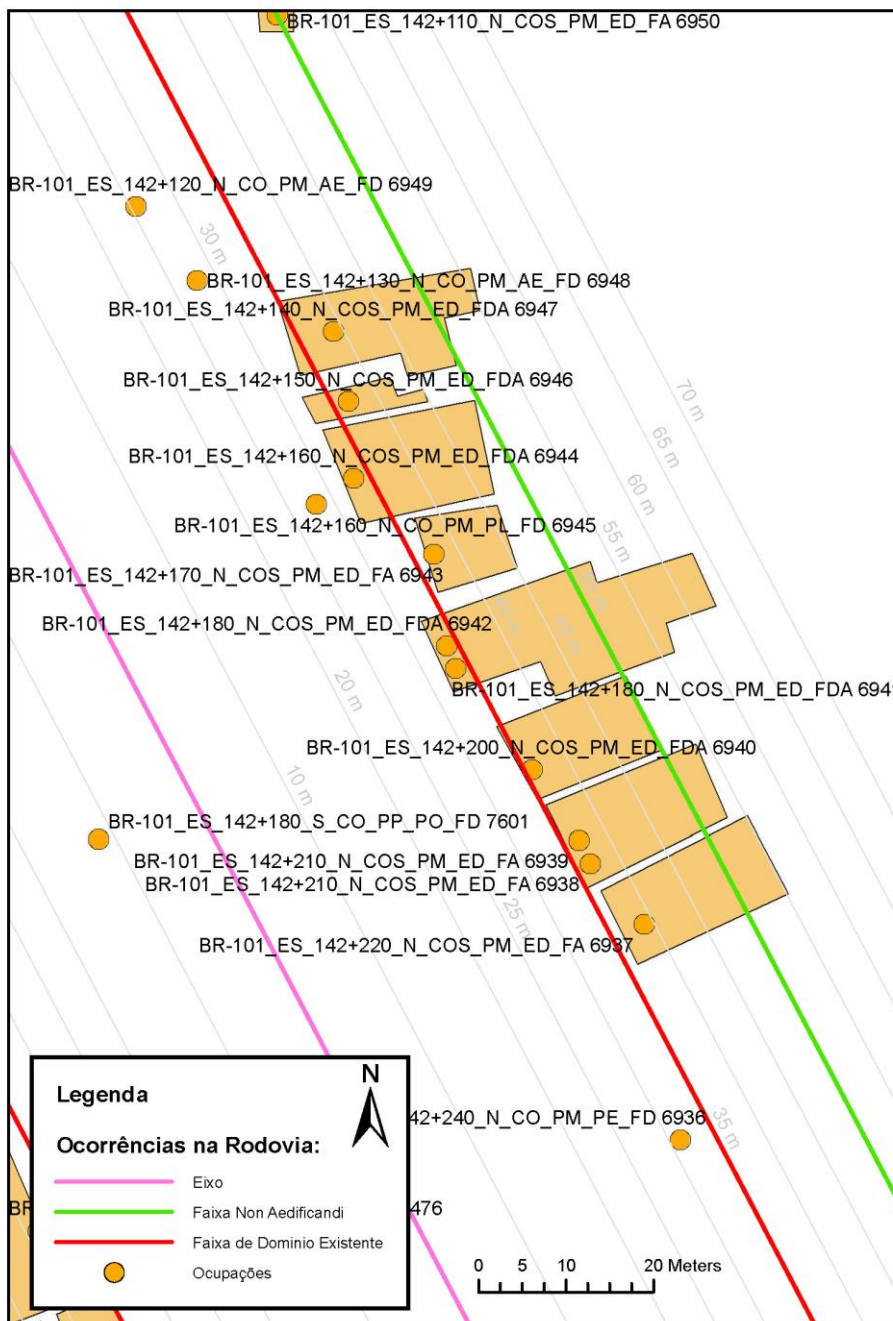 BR-101_ES_142+110_N_COS_PM_ED_FA 6950
BR-101_ES_142+120_N_CO_PM_AE_FD 6949
30 m
BR-101_ES_142+130_N_CO_PM_AE_FD 6948
BR-101_ES_142+140_N_COS_PM_ED_FDA 6947
BR-101_ES_142+150_N_COS_PM_ED_FDA 6946
70 m
65 m
BR-101_ES_142+160_N_COS_PM_ED_FDA 6944
60 m
BR-101_ES_142+160_N_CO_PM_PL_FD 6945
55 m
BR-101_ES_142+170_N_COS_PM_ED_FA 6943
BR-101_ES_142+180_N_COS_PM_ED_FDA 6942
20 m
BR-101_ES_142+180_N_COS_PM_ED_FDA 694
BR-101_ES_142+200_N_COS_PM_ED_FDA 6940
10 m
BR-101_ES_142+180_S_CO_PP_PO_FD 7601
BR-101_ES_142+210_N_COS_PM_ED_FA 6939
BR-101_ES_142+210_N_COS_PM_ED_FA 6938
25 m
BR-101_ES_142+220_N_COS_PM_ED_FA 6937
42+240_N_CO_PM_PE_FD 6936
35 m
Legenda
N
Ocorrências na Rodovia:
Eixo
Faixa Non Aedificandi
Faixa de Dominio Existente
Ocupações
BR
476
0 5 10 20 Meters